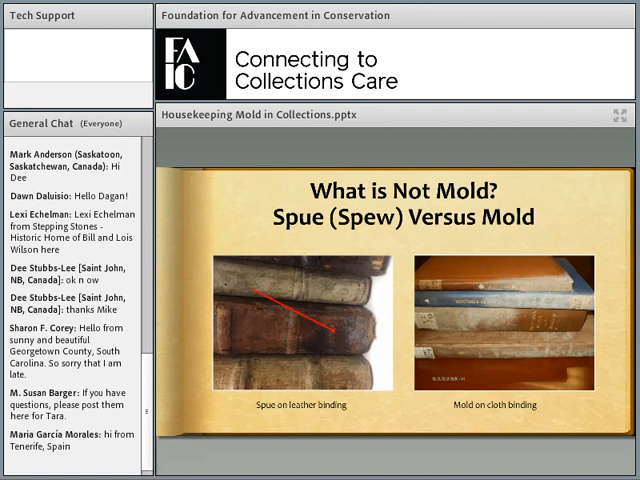 Tech Support
Foundation for Advancement in Conservation
FA
IC
Connecting to
Collections Care
General Chat (Everyone)
Mark Anderson (Saskatoon,
Saskatchewan, Canada): Hi
Dee
Dawn Daluisio: Hello Dagan!
Lexi Echelman: Lexi Echelman
from Stepping Stones -
Historic Home of Bill and Lois
Wilson here
Dee Stubbs-Lee [Saint John,
NB, Canada]: ok n ow
Dee Stubbs-Lee [Saint John,
NB, Canada]: thanks Mike
Sharon F. Corey: Hello from
sunny and beautiful
Georgetown County, South
Carolina. So sorry that I am
late.
M. Susan Barger: If you have
questions, please post them
here for Tara.
Maria García Morales: hi from
Tenerife, Spain
Housekeeping Mold in Collections.pptx
What is Not Mold?
Spue (Spew) Versus Mold
Spue on leather binding
Mold on cloth binding